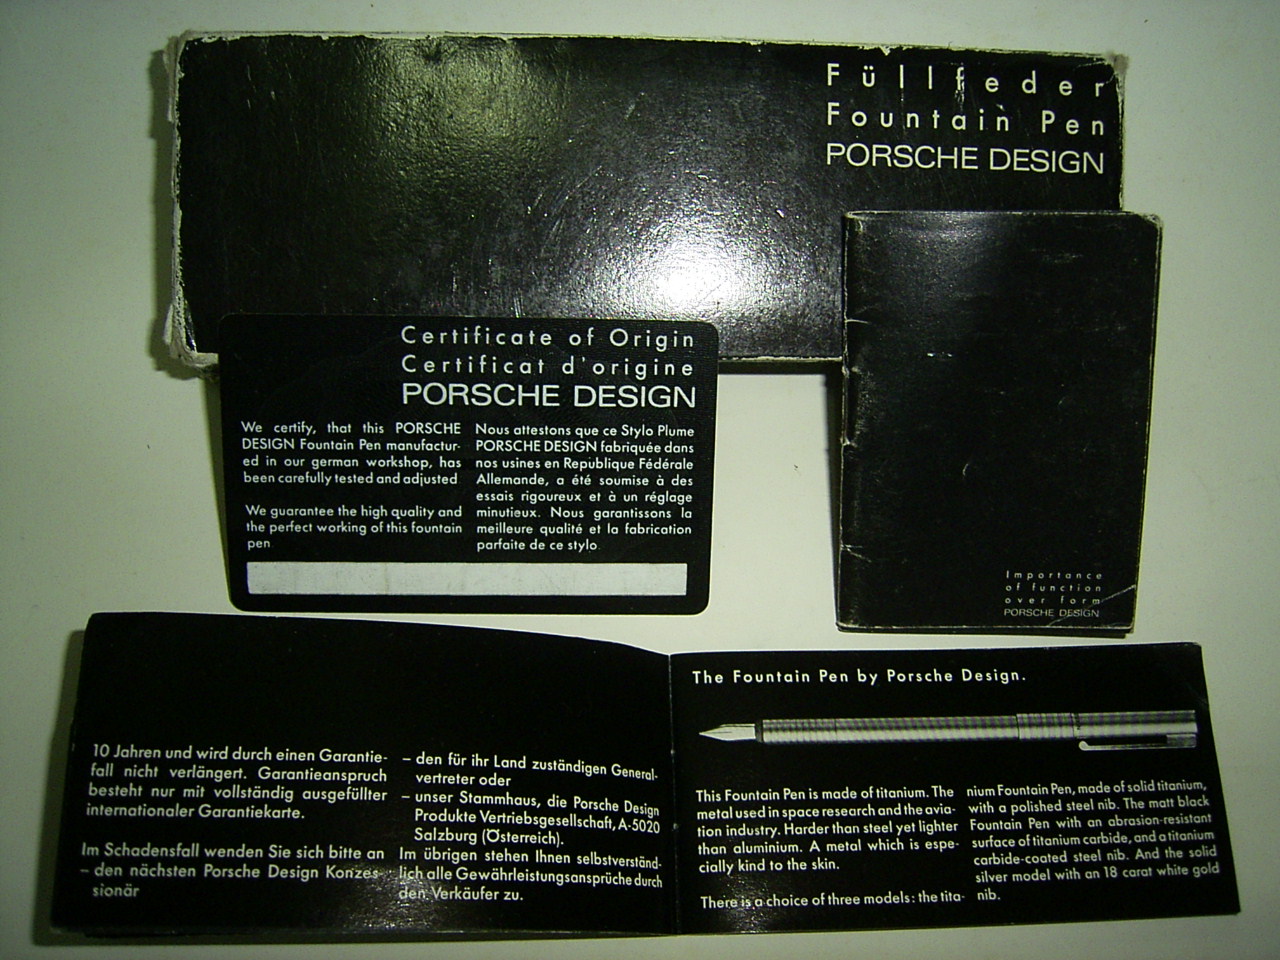 Füllfeder
Fountain Pen
PORSCHE DESIGN
Certificate of Origin
Certificat d'origine
PORSCHE DESIGN
We certify, that this PORSCHE
DESIGN Fountain Pen manufactur-
ed in our german workshop, has
been carefully tested and adjusted
We guarantee the high quality and
the perfect working of this fountain
pen
Nous attestons que ce Stylo Plume
PORSCHE DESIGN fabriquée dans
nos usines en République Fédérale
Allemande, a été soumise à des
essais rigoureux et à un réglage
minutieux. Nous garantissons la
meilleure qualité et la fabrication
parfaite de ce stylo.
Importance
of function
over form
PORSCHE DESIGN
10 Jahren und wird durch einen Garantie-
fall nicht verlängert. Garantieanspruch
besteht nur mit vollständig ausgefüllter
internationaler Garantiekarte.
Im Schadensfall wenden Sie sich bitte an
– den nächsten Porsche Design Konzes-
sionär
– den für ihr Land zuständigen General-
vertreter oder
– unser Stammhaus, die Porsche Design
Produkte Vertriebsgesellschaft, A-5020
Salzburg (Österreich).
Im übrigen stehen Ihnen selbstverständ-
lich alle Gewährleistungsansprüche durch
den Verkäufer zu.
The Fountain Pen by Porsche Design.
This Fountain Pen is made of titanium. The
metal used in space research and the avia-
tion industry. Harder than steel yet lighter
than aluminium. A metal which is espe-
cially kind to the skin.
There is a choice of three models: the tita-
nium Fountain Pen, made of solid titanium,
with a polished steel nib. The matt black
Fountain Pen with an abrasion-resistant
surface of titanium carbide, and a titanium
carbide-coated steel nib. And the solid
silver model with an 18 carat white gold
nib.